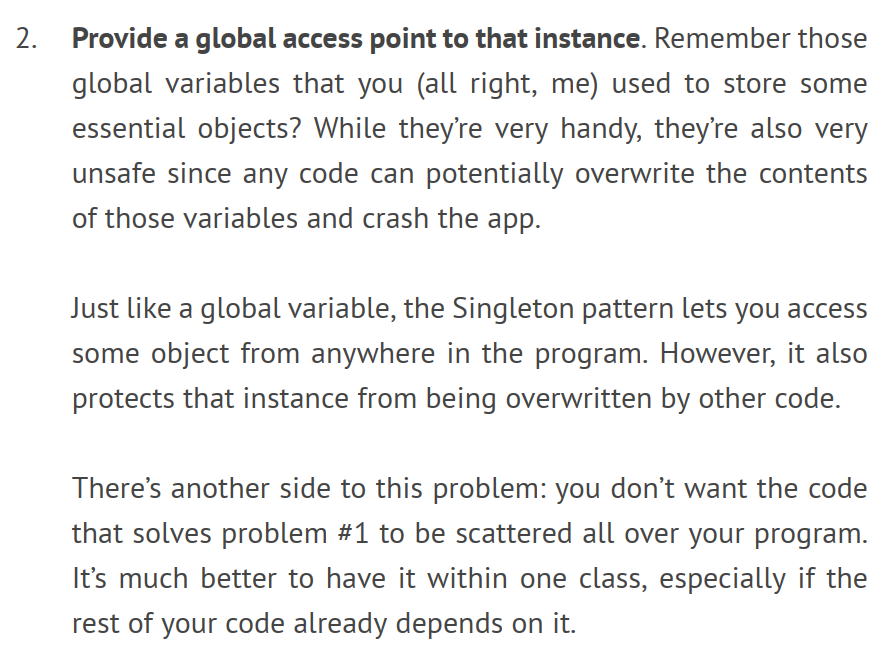 2. Provide a global access point to that instance. Remember those
global variables that you (all right, me) used to store some
essential objects? While they’re very handy, they’re also very
unsafe since any code can potentially overwrite the contents
of those variables and crash the app.
Just like a global variable, the Singleton pattern lets you access
some object from anywhere in the program. However, it also
protects that instance from being overwritten by other code.
There’s another side to this problem: you don’t want the code
that solves problem #1 to be scattered all over your program.
It’s much better to have it within one class, especially if the
rest of your code already depends on it.